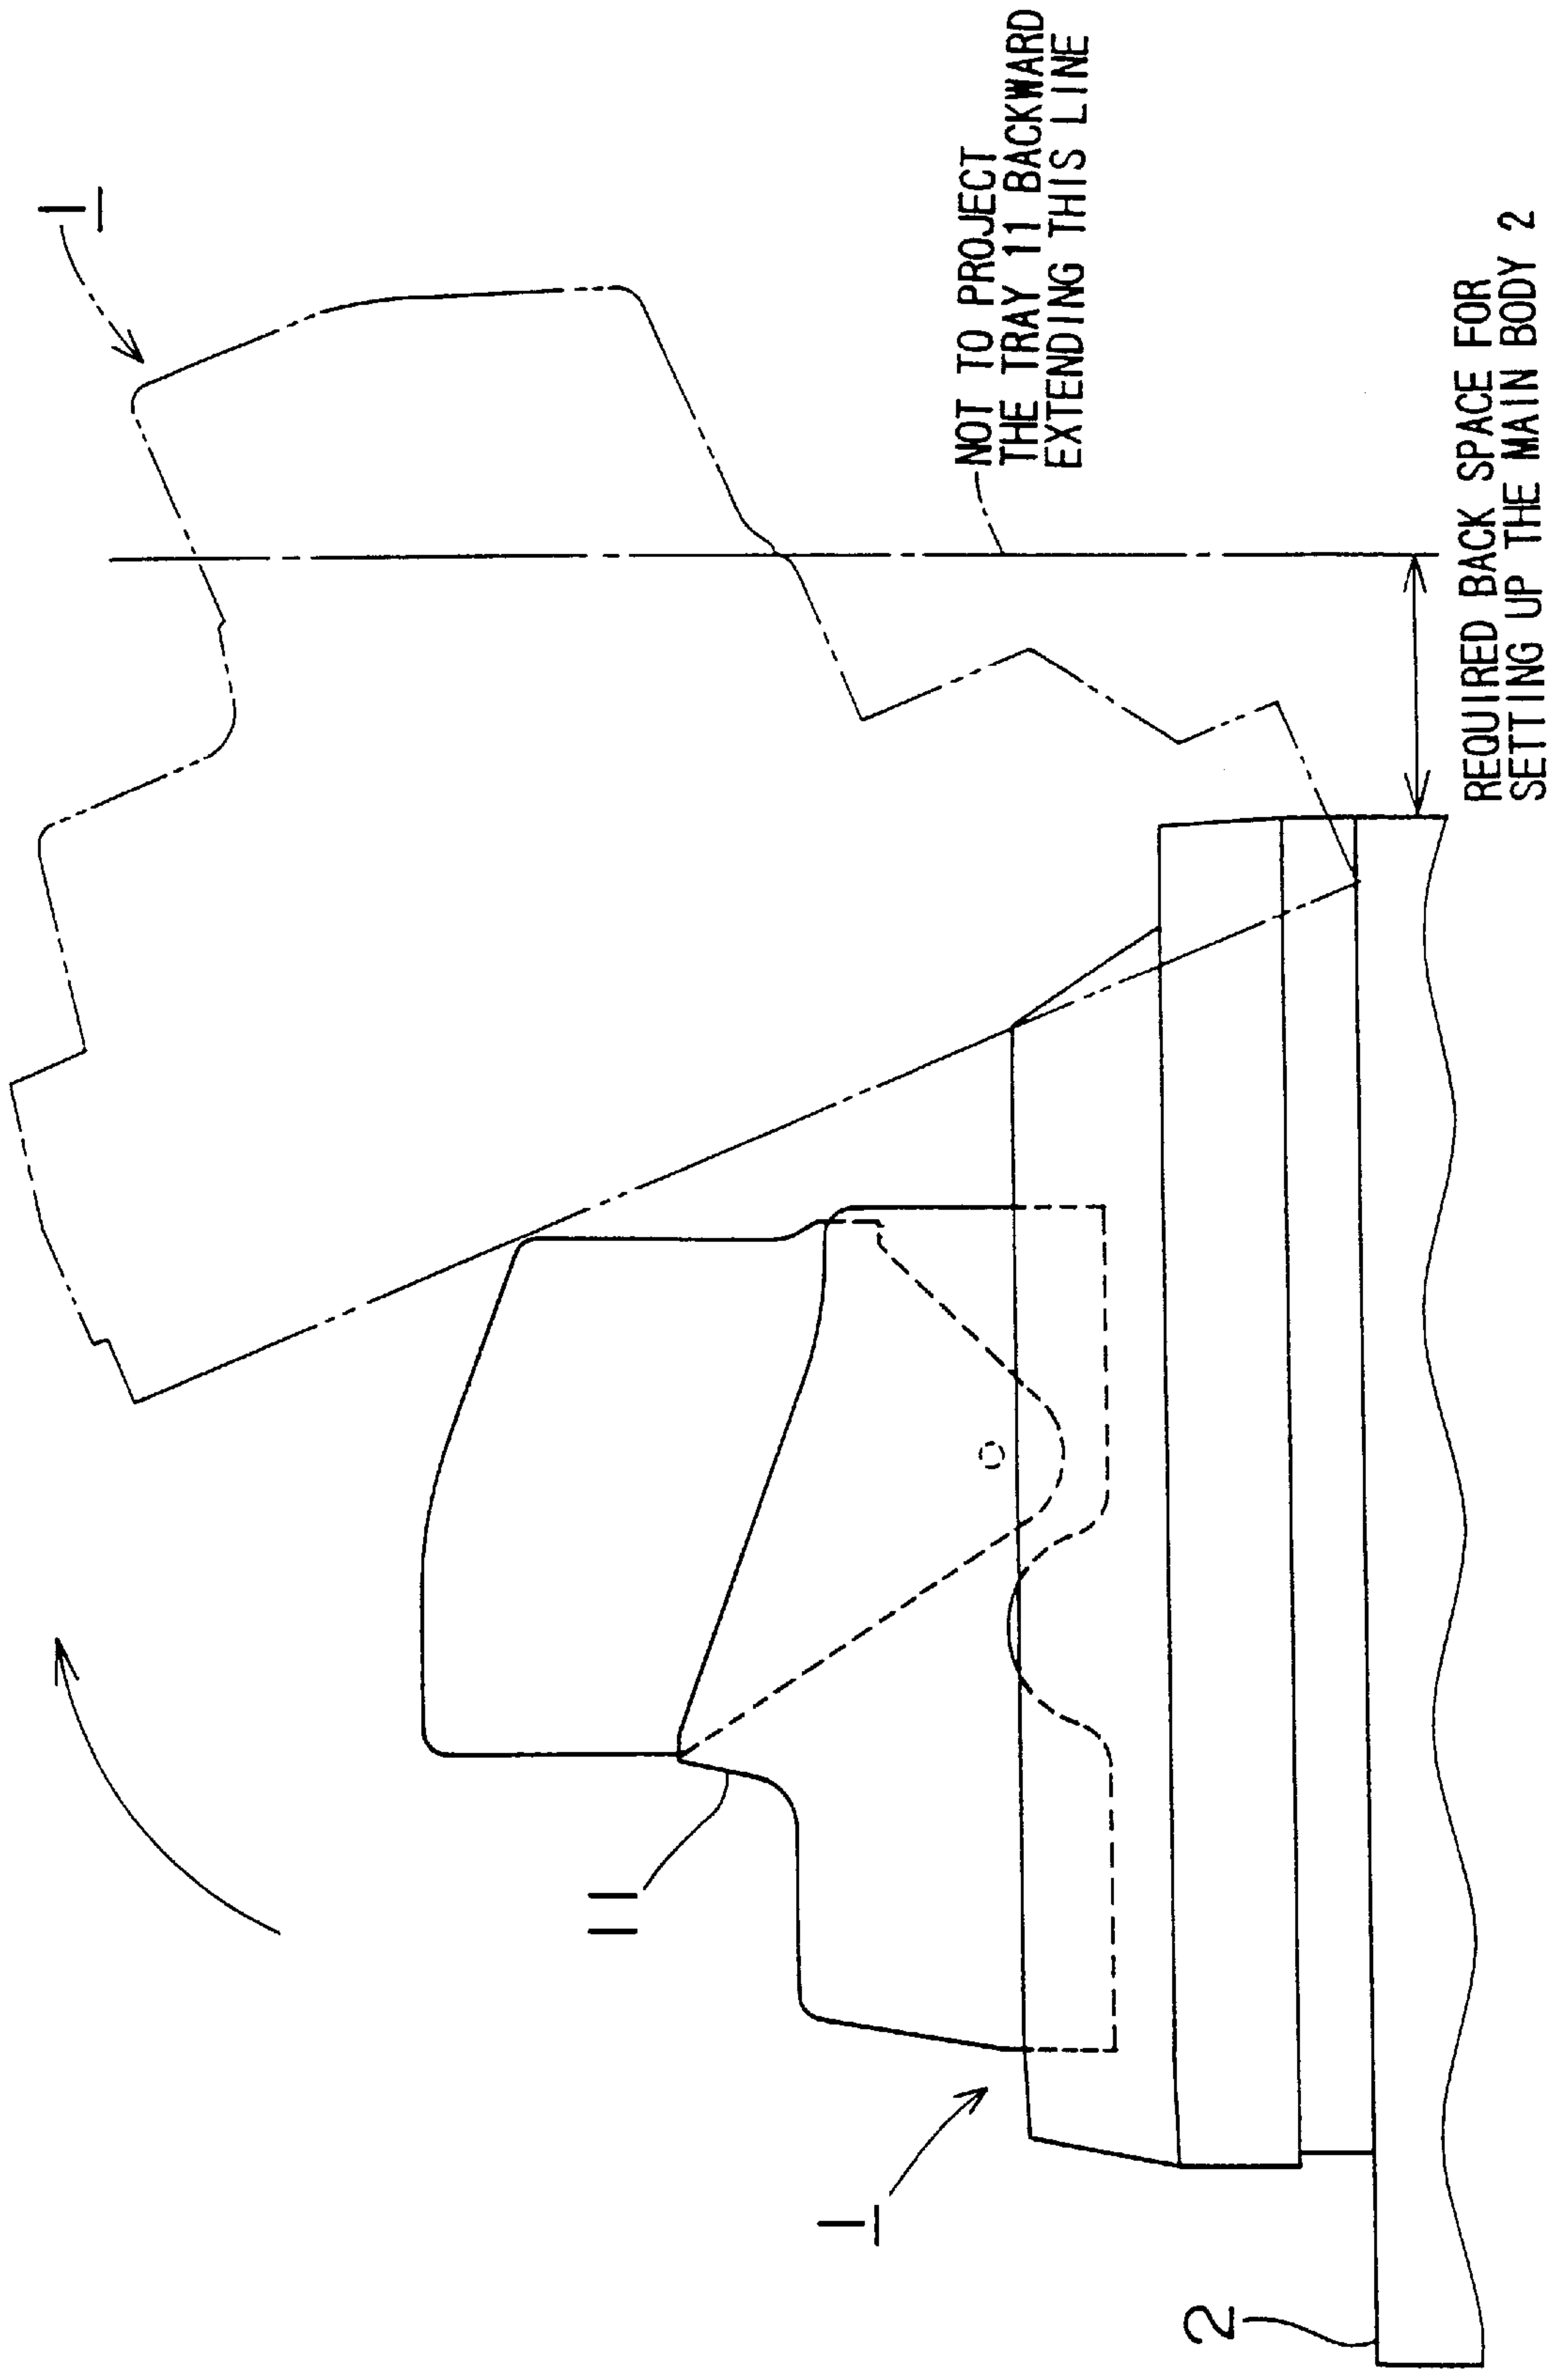 1
NOT TO PROJECT
THE TRAY 11 BACKWARD
EXTENDING THIS LINE
REQUIRED BACK SPACE FOR
SETTING UP THE MAIN BODY 2
11
1
2